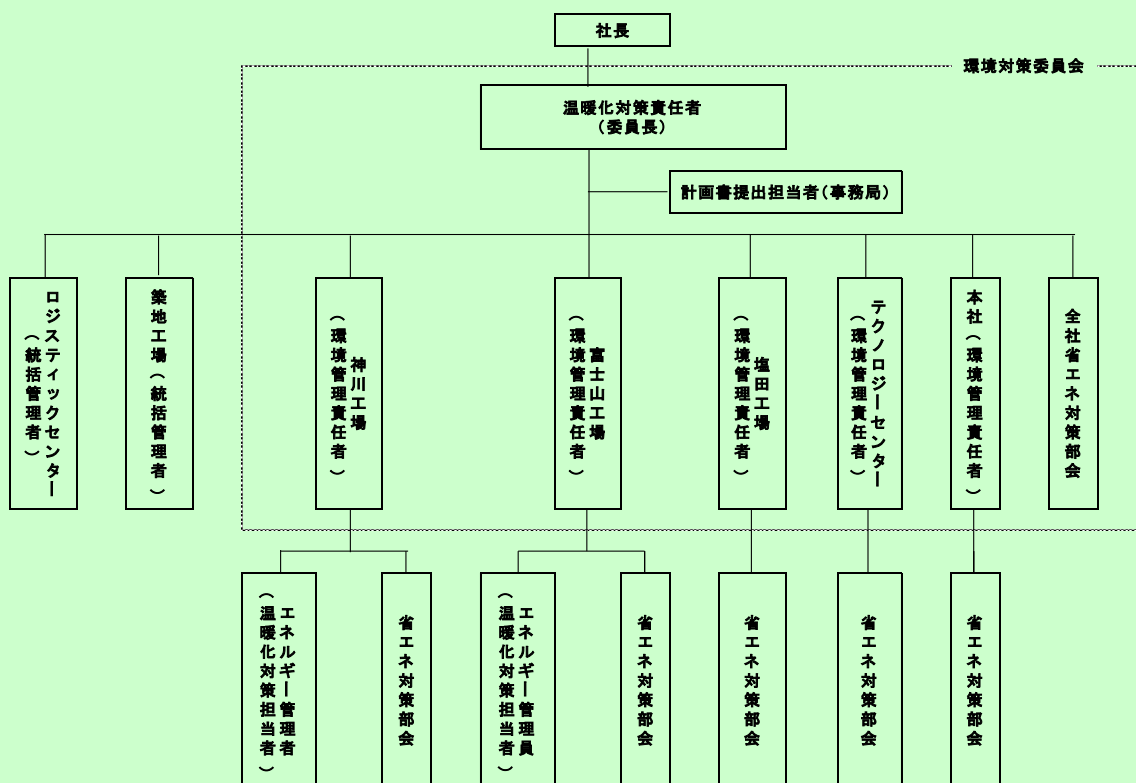 社長
環境対策委員会
温暖化対策責任者
（委員長）
計画書提出担当者（事務局）
ロジスティックセンター
（統括管理者）
築地工場（統括管理者）
神川工場
（環境管理責任者）
富士山工場
（環境管理責任者）
塩田工場
（環境管理責任者）
テクノロジーセンター
（環境管理責任者）
本社（環境管理責任者）
全社省エネ対策部会
エネルギー管理者
（温暖化対策担当者）
省エネ対策部会
エネルギー管理員
（温暖化対策担当者）
省エネ対策部会
省エネ対策部会
省エネ対策部会
省エネ対策部会